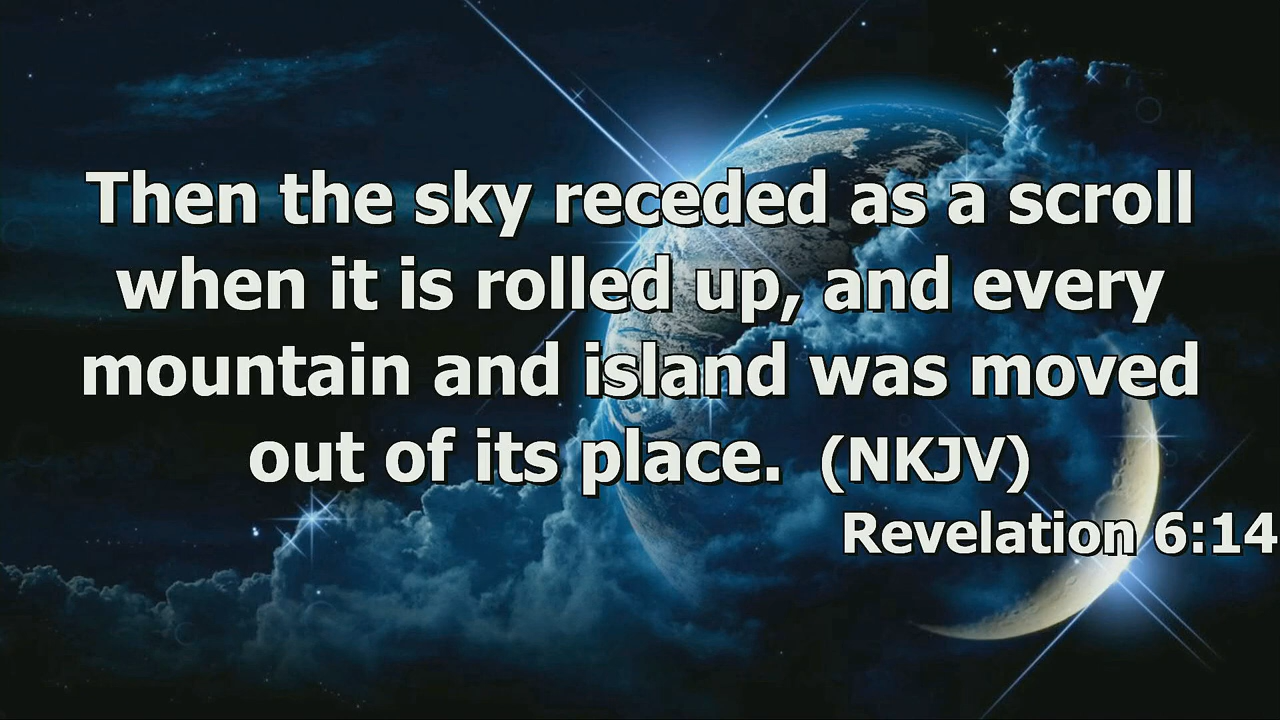 Then the sky receded as a scroll
when it is rolled up, and every
mountain and island was moved
out of its place. (NKJV)
Revelation 6:14